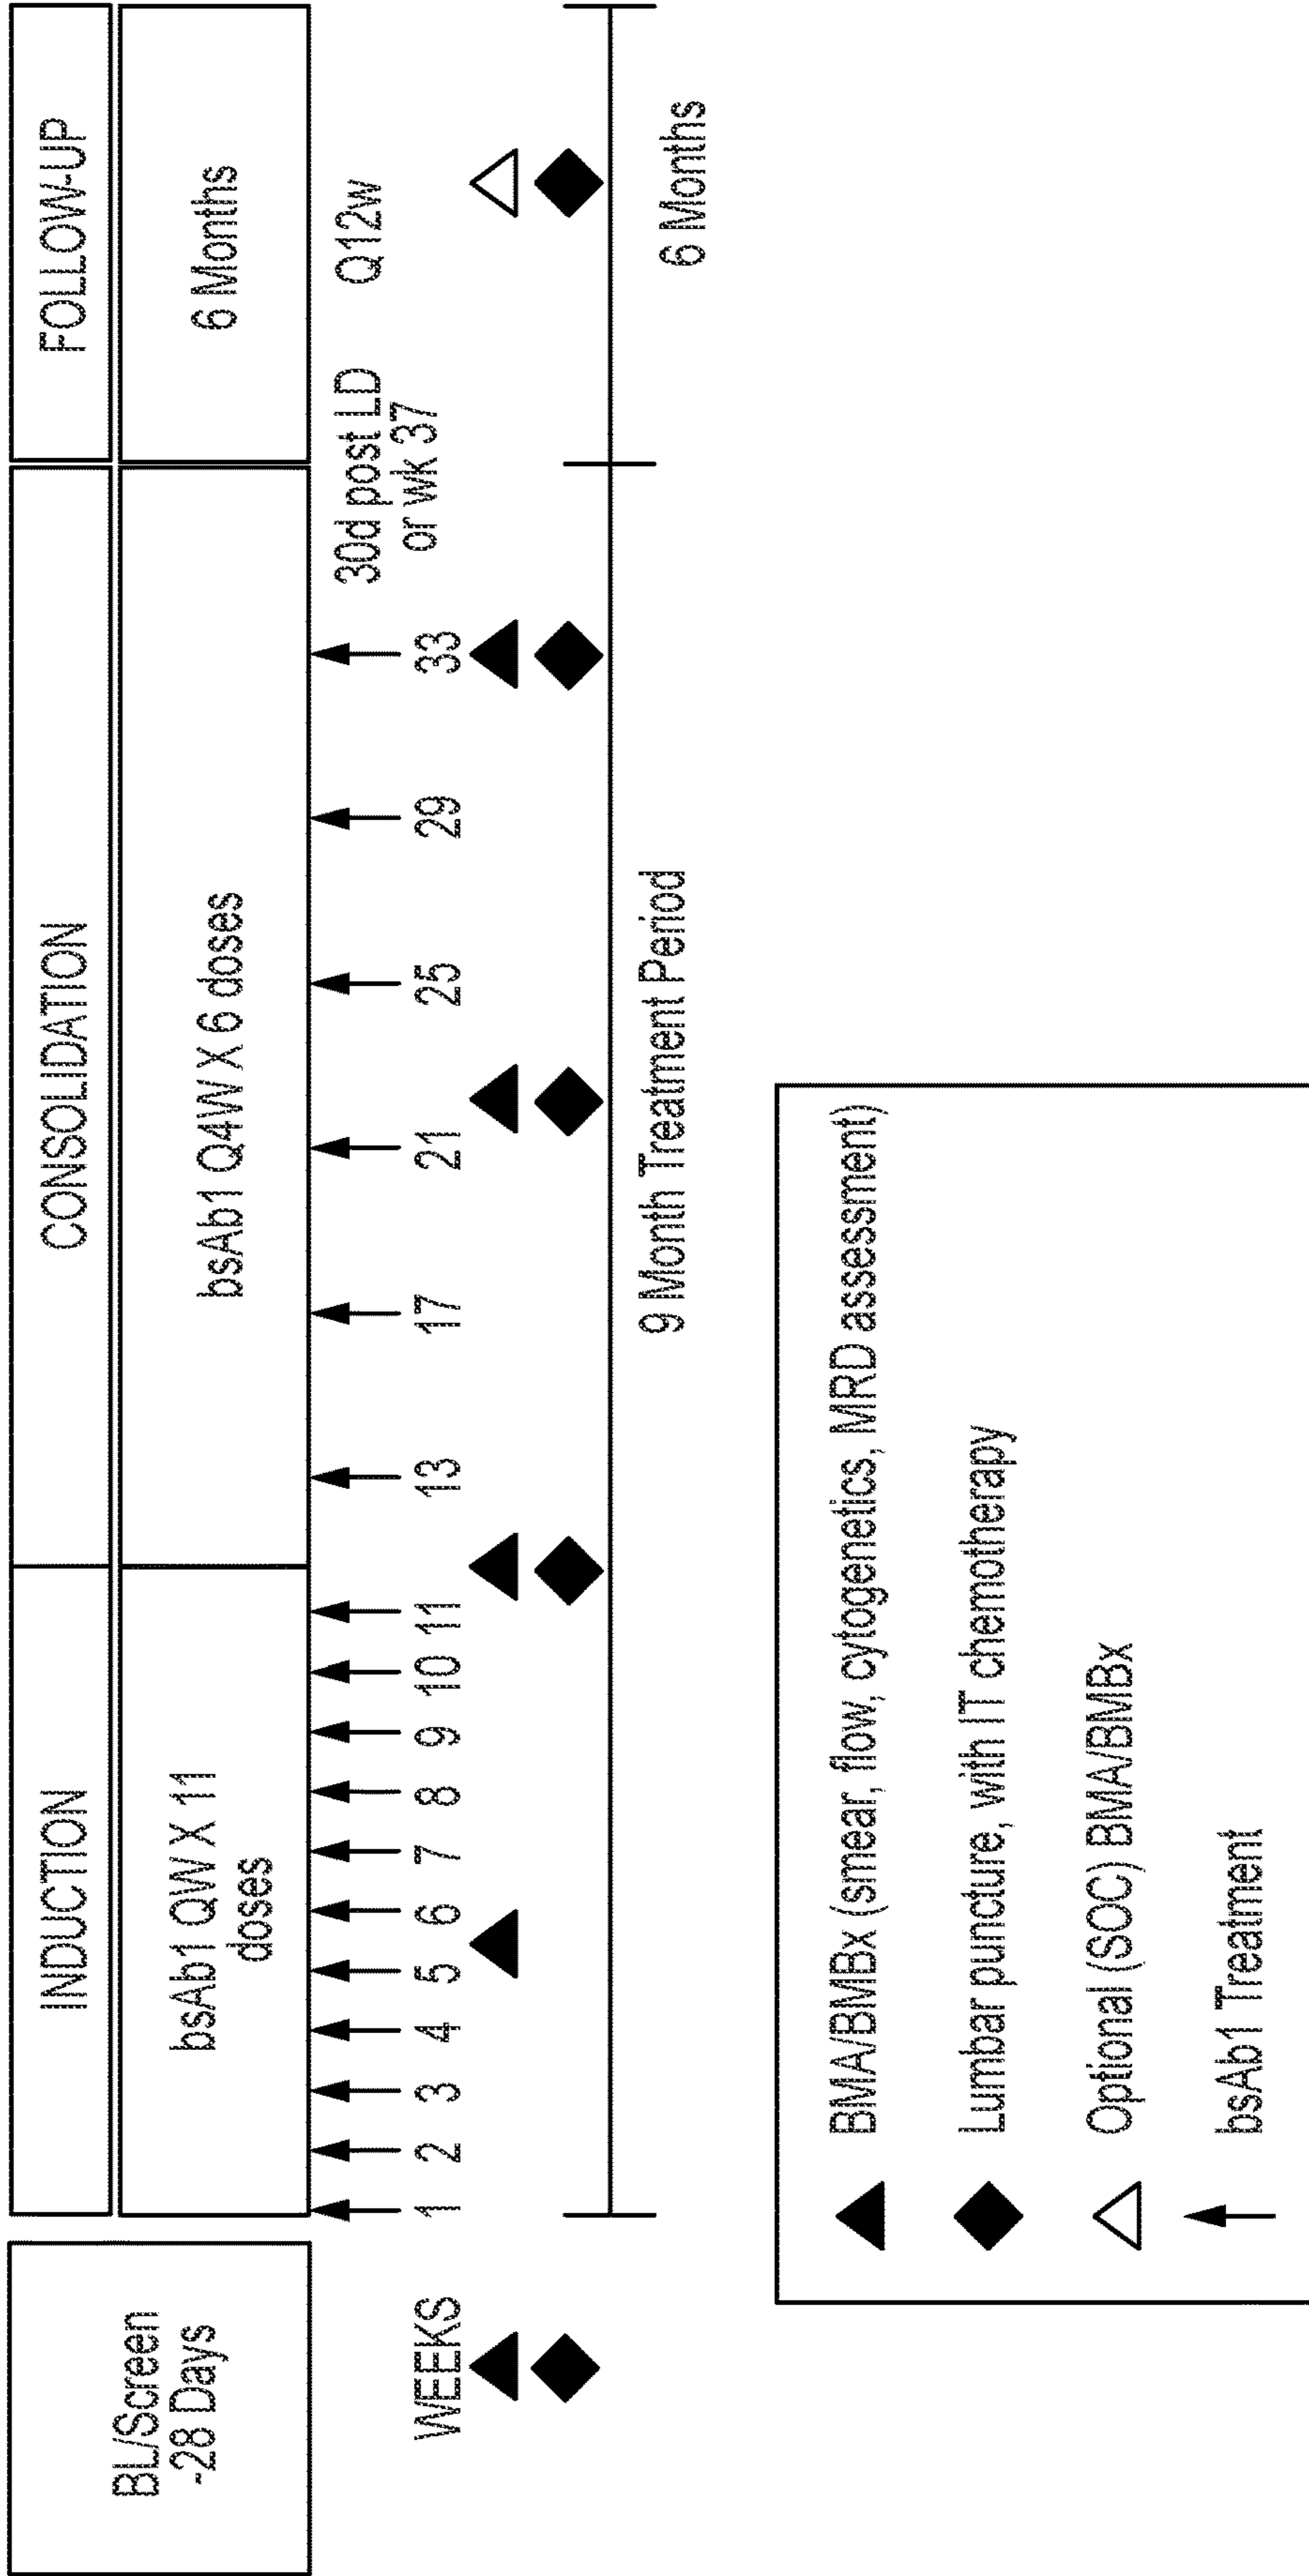 BL/Screen
-28 Days
INDUCTION
CONSOLIDATION
FOLLOW-UP
bsAb1 QW X 11
doses
bsAb1 Q4W X 6 doses
6 Months
30d post LD
or wk 37
Q12w
WEEKS
1 2 3 4 5 6 7 8 9 10 11 13 17 21 25 29 33
9 Month Treatment Period
6 Months
BMA/BMBx (smear, flow, cytogenetics, MRD assessment)
Lumbar puncture, with IT chemotherapy
Optional (SOC) BMA/BMBx
bsAb1 Treatment